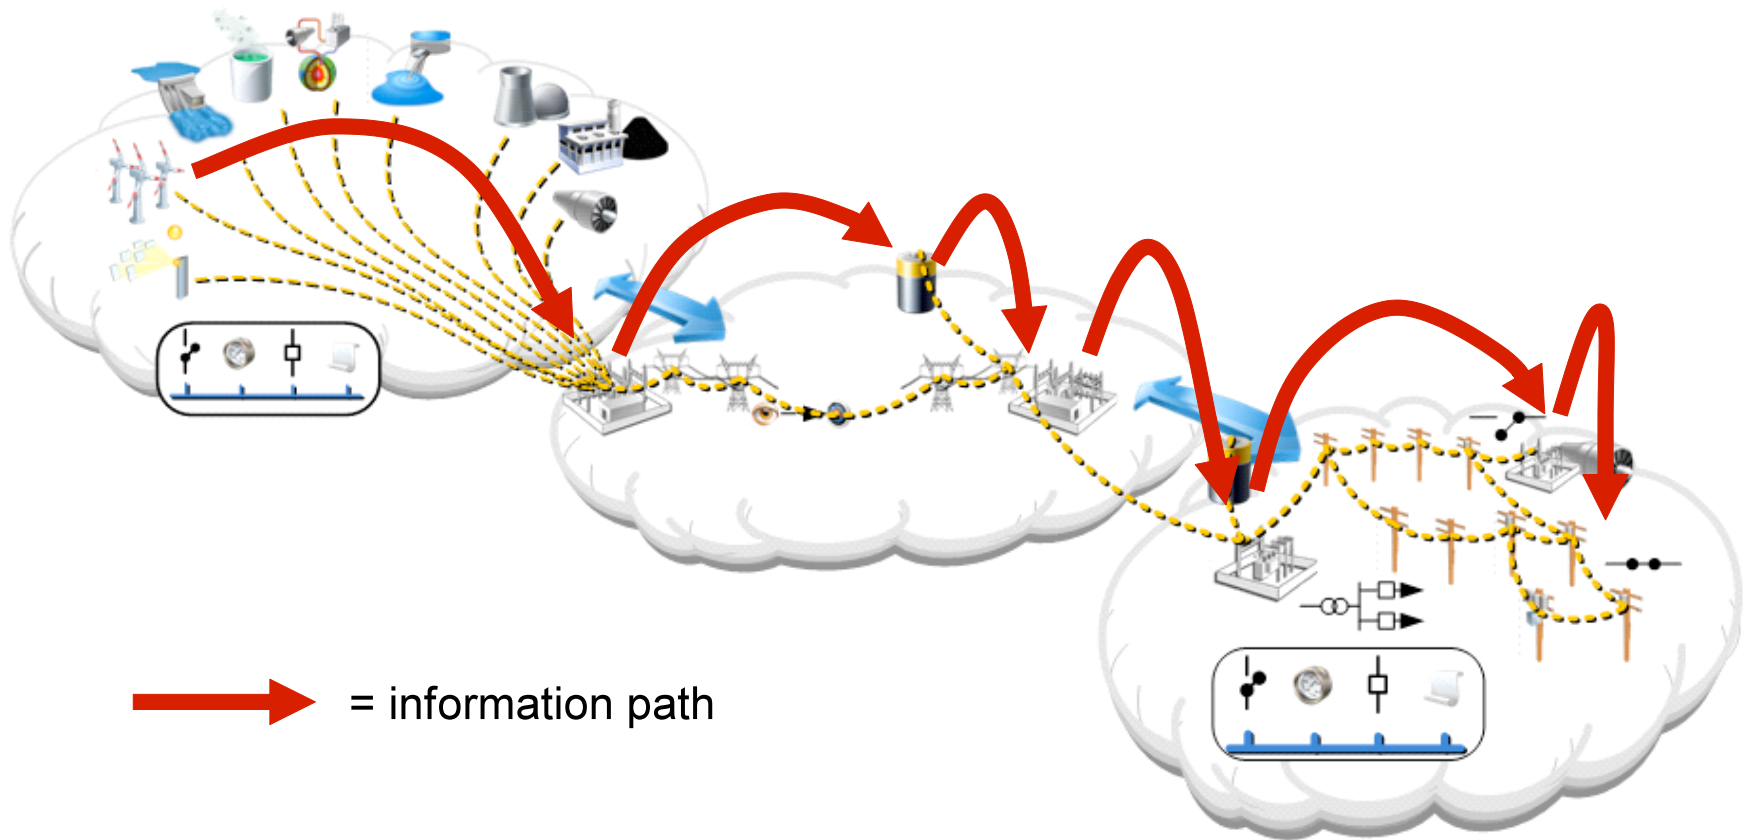 = information path